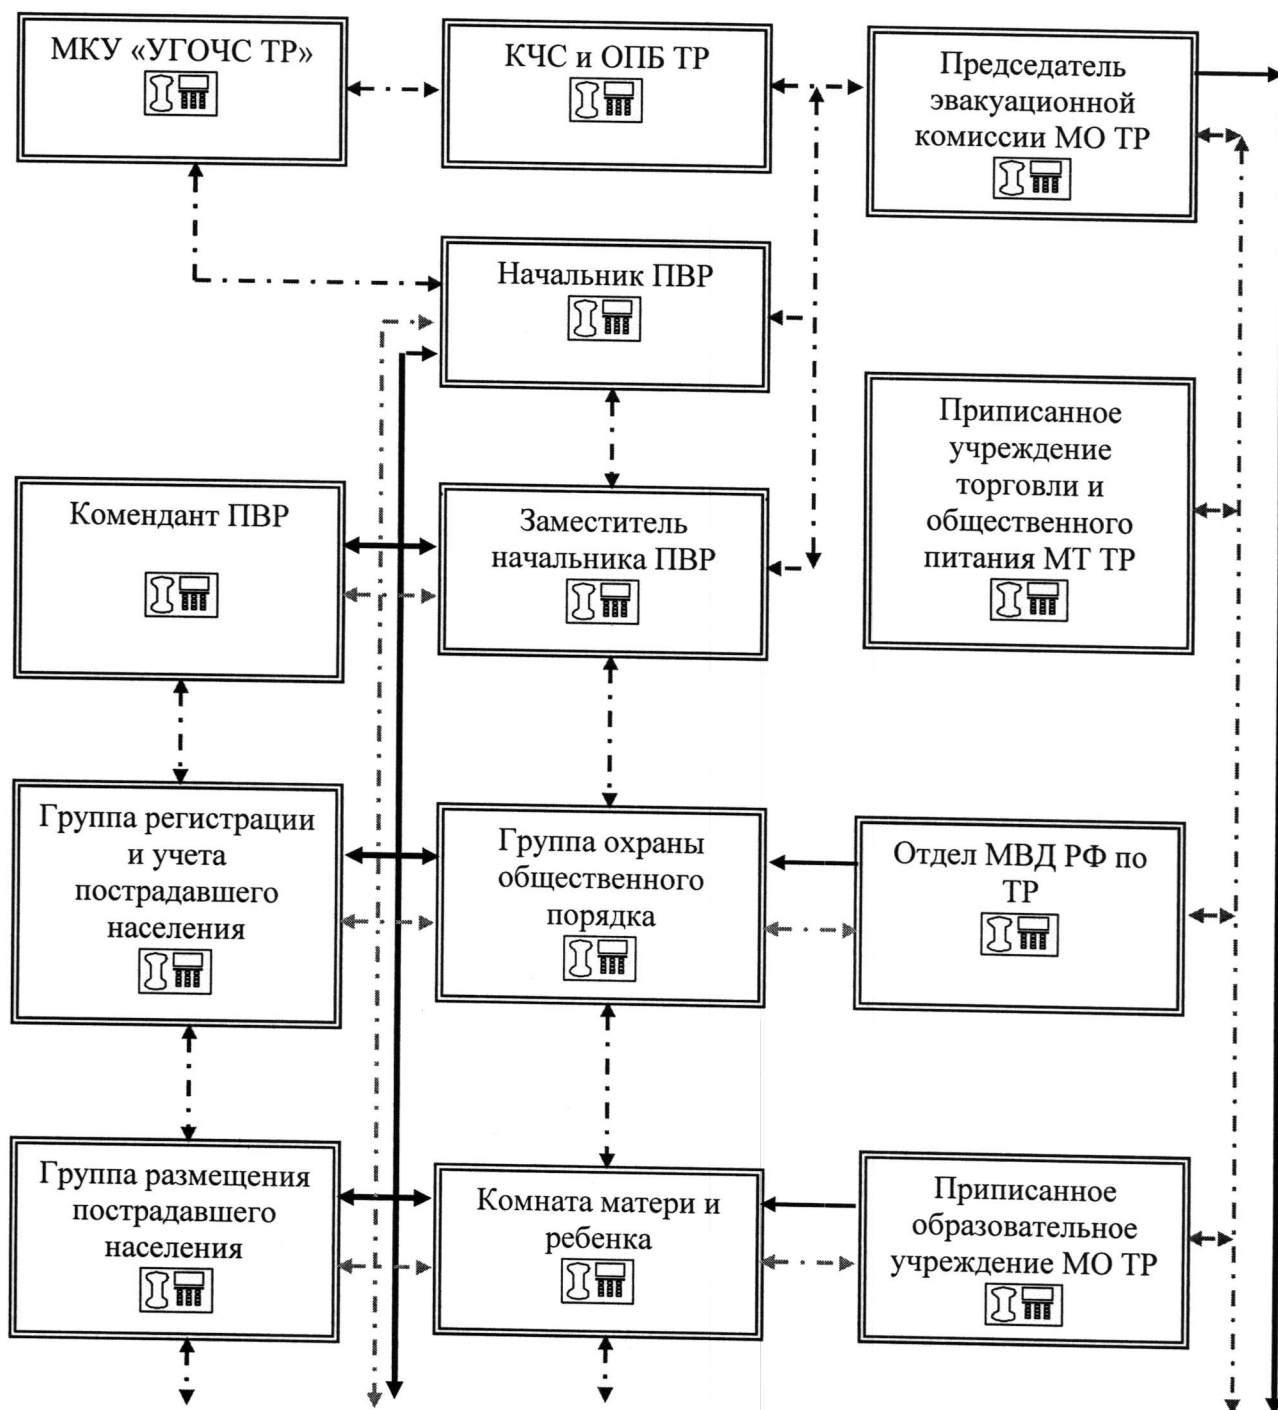 МКУ «УГОЧС ТР»
КЧС и ОПБ ТР
Председатель
эвакуационной
комиссии МО ТР
Начальник ПВР
Приписанное
учреждение
торговли и
общественного
питания МТ ТР
Комендант ПВР
Заместитель
начальника ПВР
Группа регистрации
и учета
пострадавшего
населения
Группа охраны
общественного
порядка
Отдел МВД РФ по
ТР
Группа размещения
пострадавшего
населения
Комната матери и
ребенка
Приписанное
образовательное
учреждение МО ТР